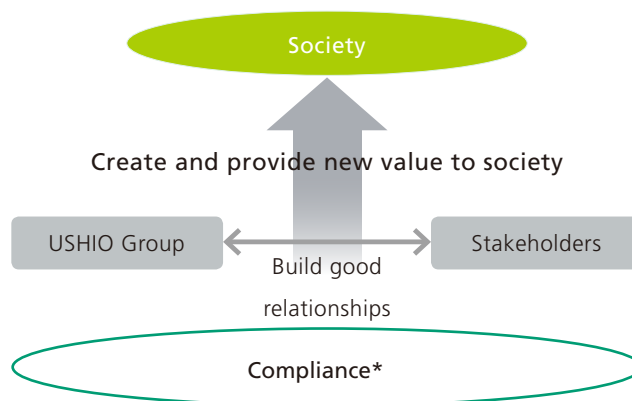 Society
Create and provide new value to society
USHIO Group
Stakeholders
Build good
relationships
Compliance*